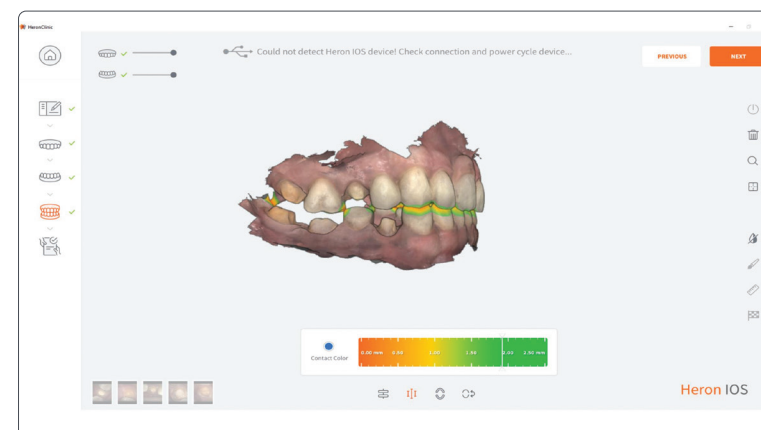 HeronClinic
Could not detect Heron IOS device! Check connection and power cycle device...
PREVIOUS
NEXT
Contact Color
0.00 mm 0.50 1.00 1.50 2.00 2.50 mm
Heron IOS